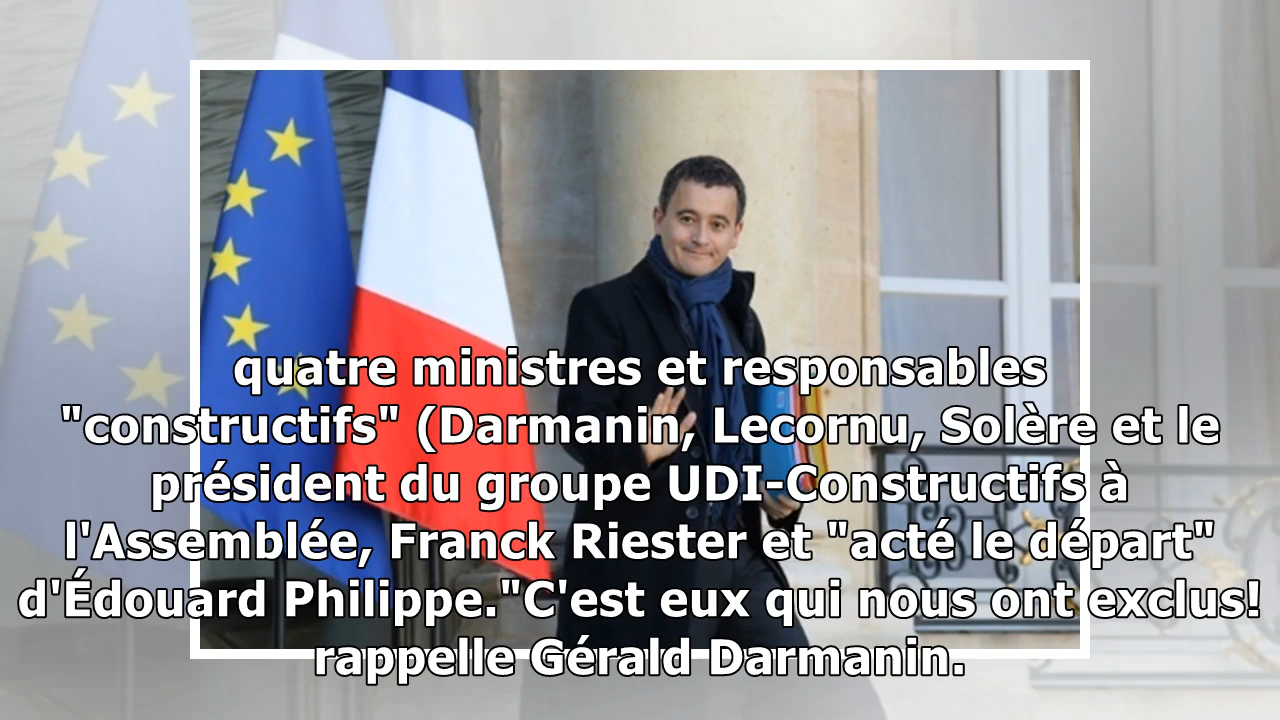 quatre ministres et responsables
"constructifs" (Darmanin, Lecornu, Solère et le
président du groupe UDI-Constructifs à
l'Assemblée, Franck Riester et "acté le départ"
d'Édouard Philippe."C'est eux qui nous ont exclus!
rappelle Gérald Darmanin.